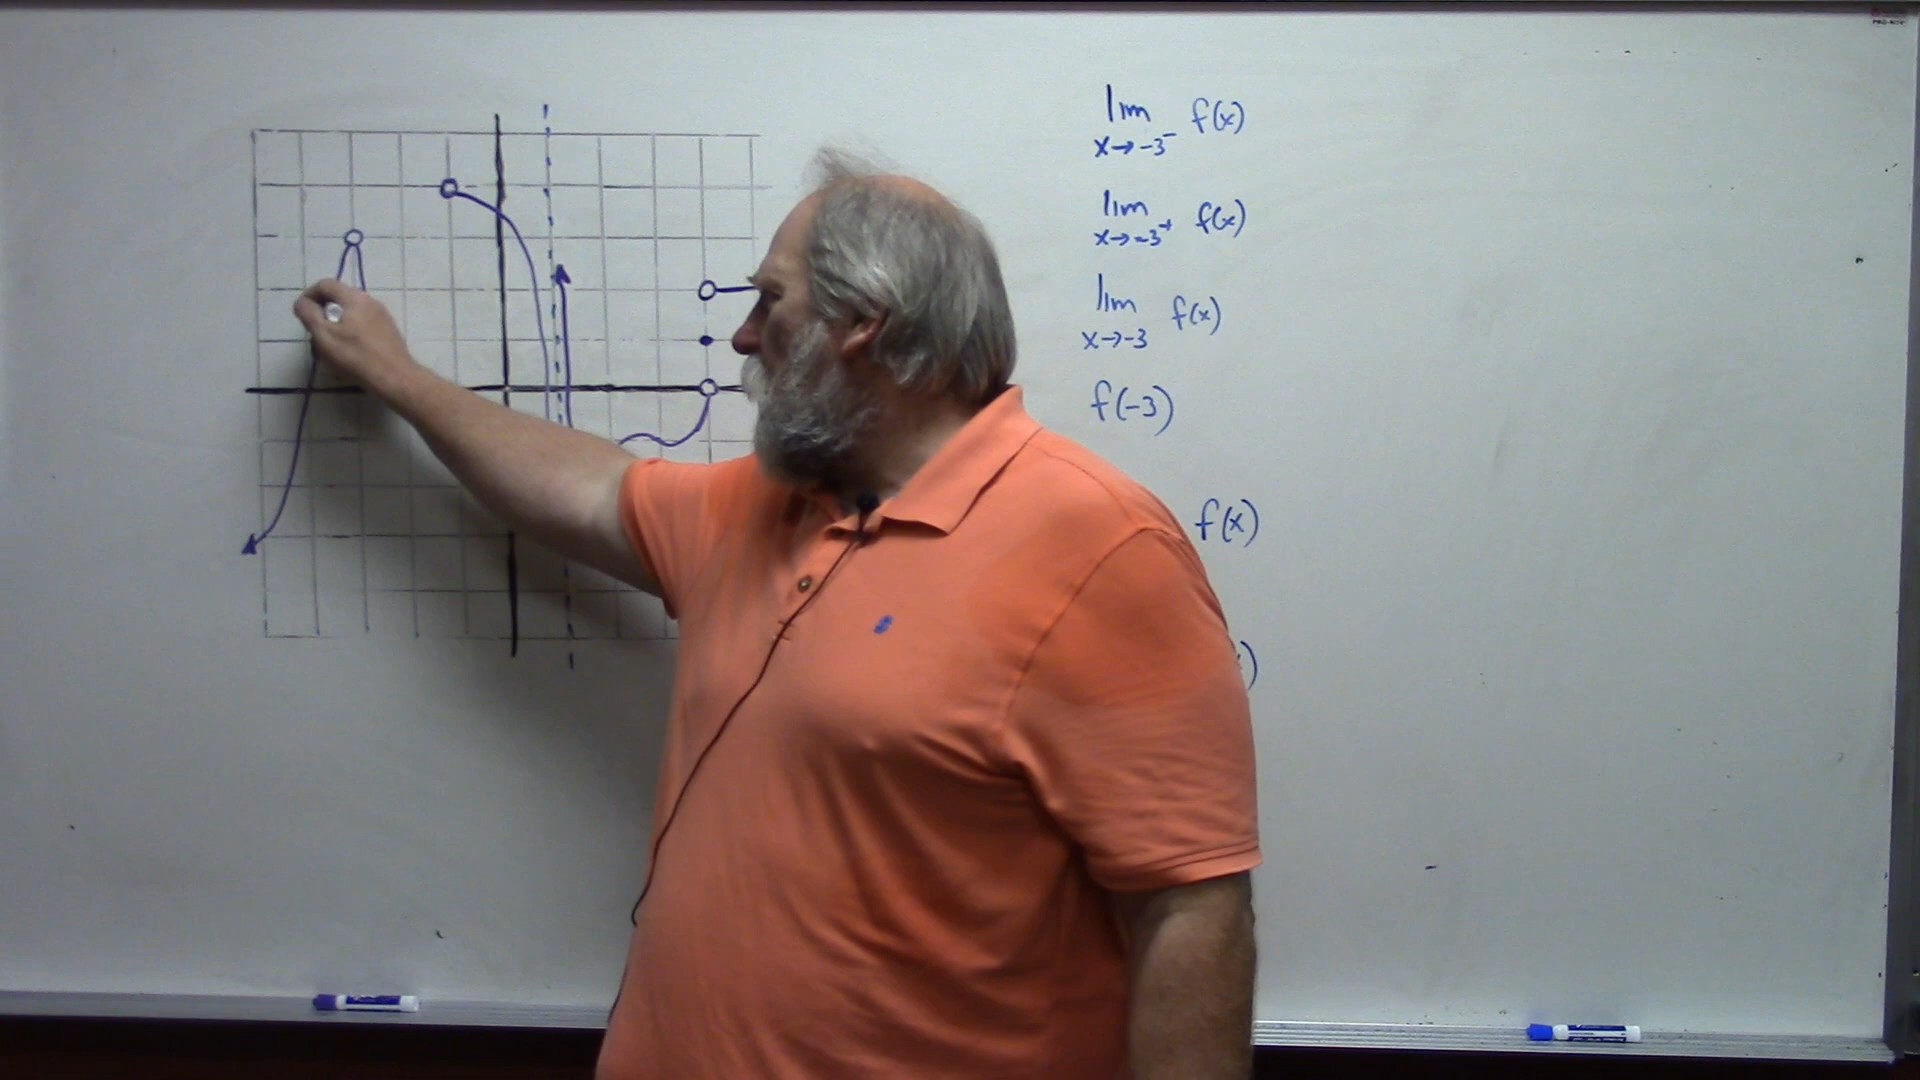 lim f(x)
x→-3⁻
lim f(x)
x→-3⁺
lim f(x)
x→-3
f(-3)
f(x)
)